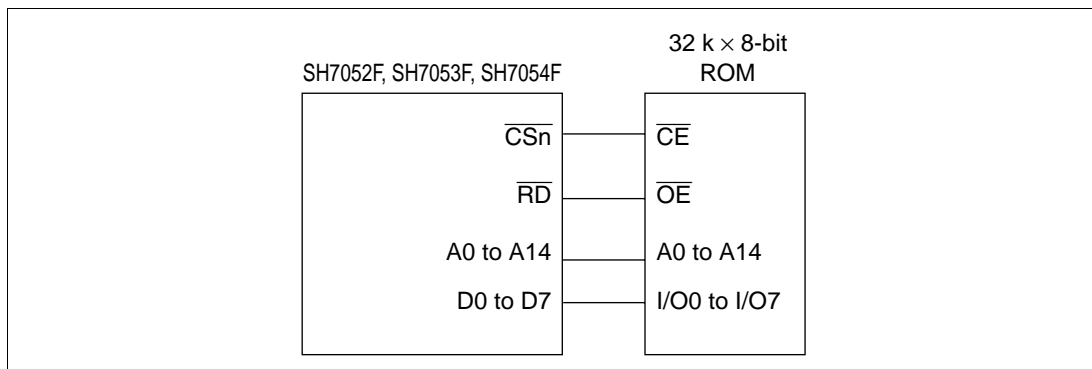 32 k × 8-bit
SH7052F, SH7053F, SH7054F ROM
CSn CE
RD OE
A0 to A14 A0 to A14
D0 to D7 I/O0 to I/O7